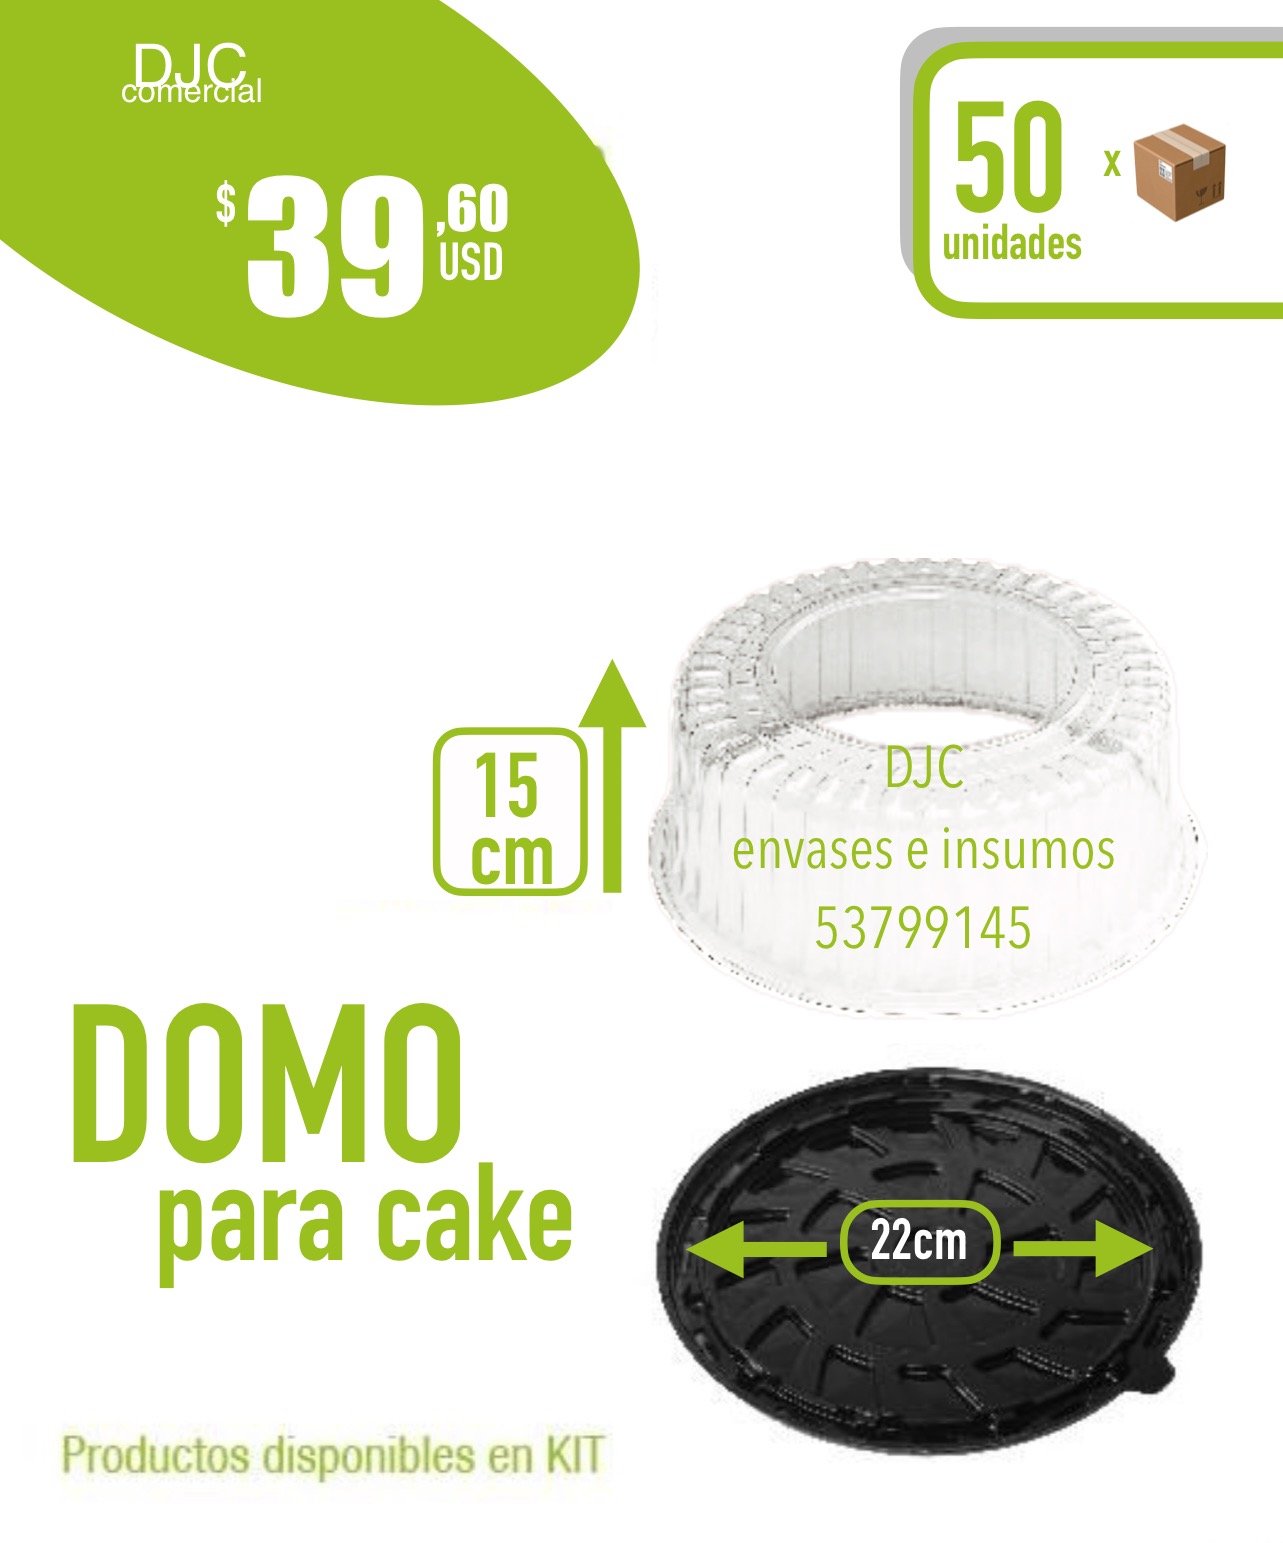 DJC
comercial
$39,60
USD
50 x
unidades
15
cm
DJC
envases e insumos
53799145
DOMO
para cake
22cm
Productos disponibles en KIT